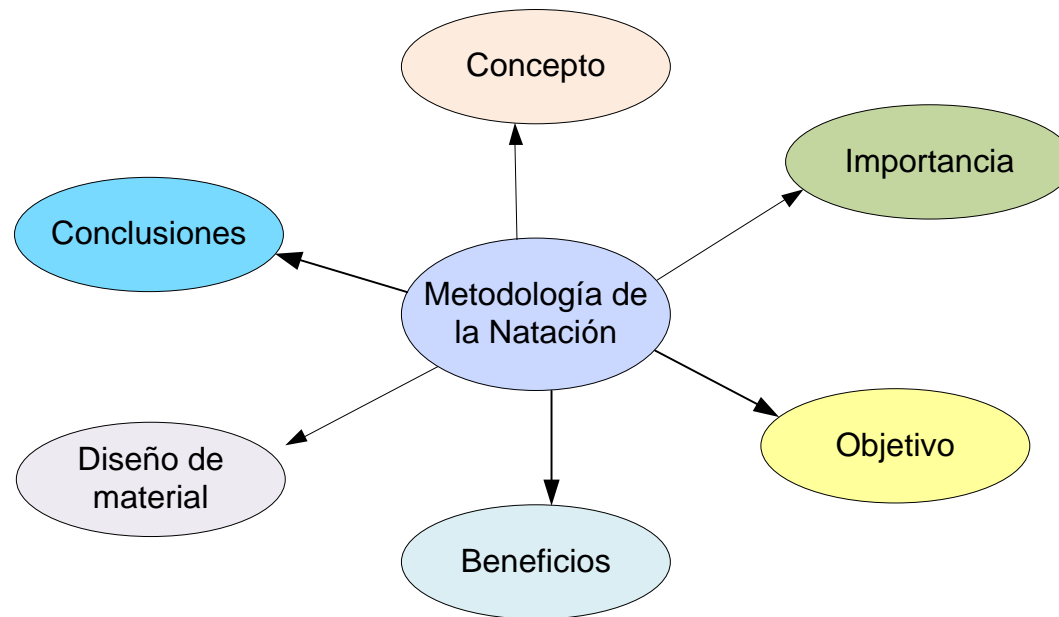 Concepto
Importancia
Conclusiones
Metodología de
la Natación
Objetivo
Diseño de
material
Beneficios